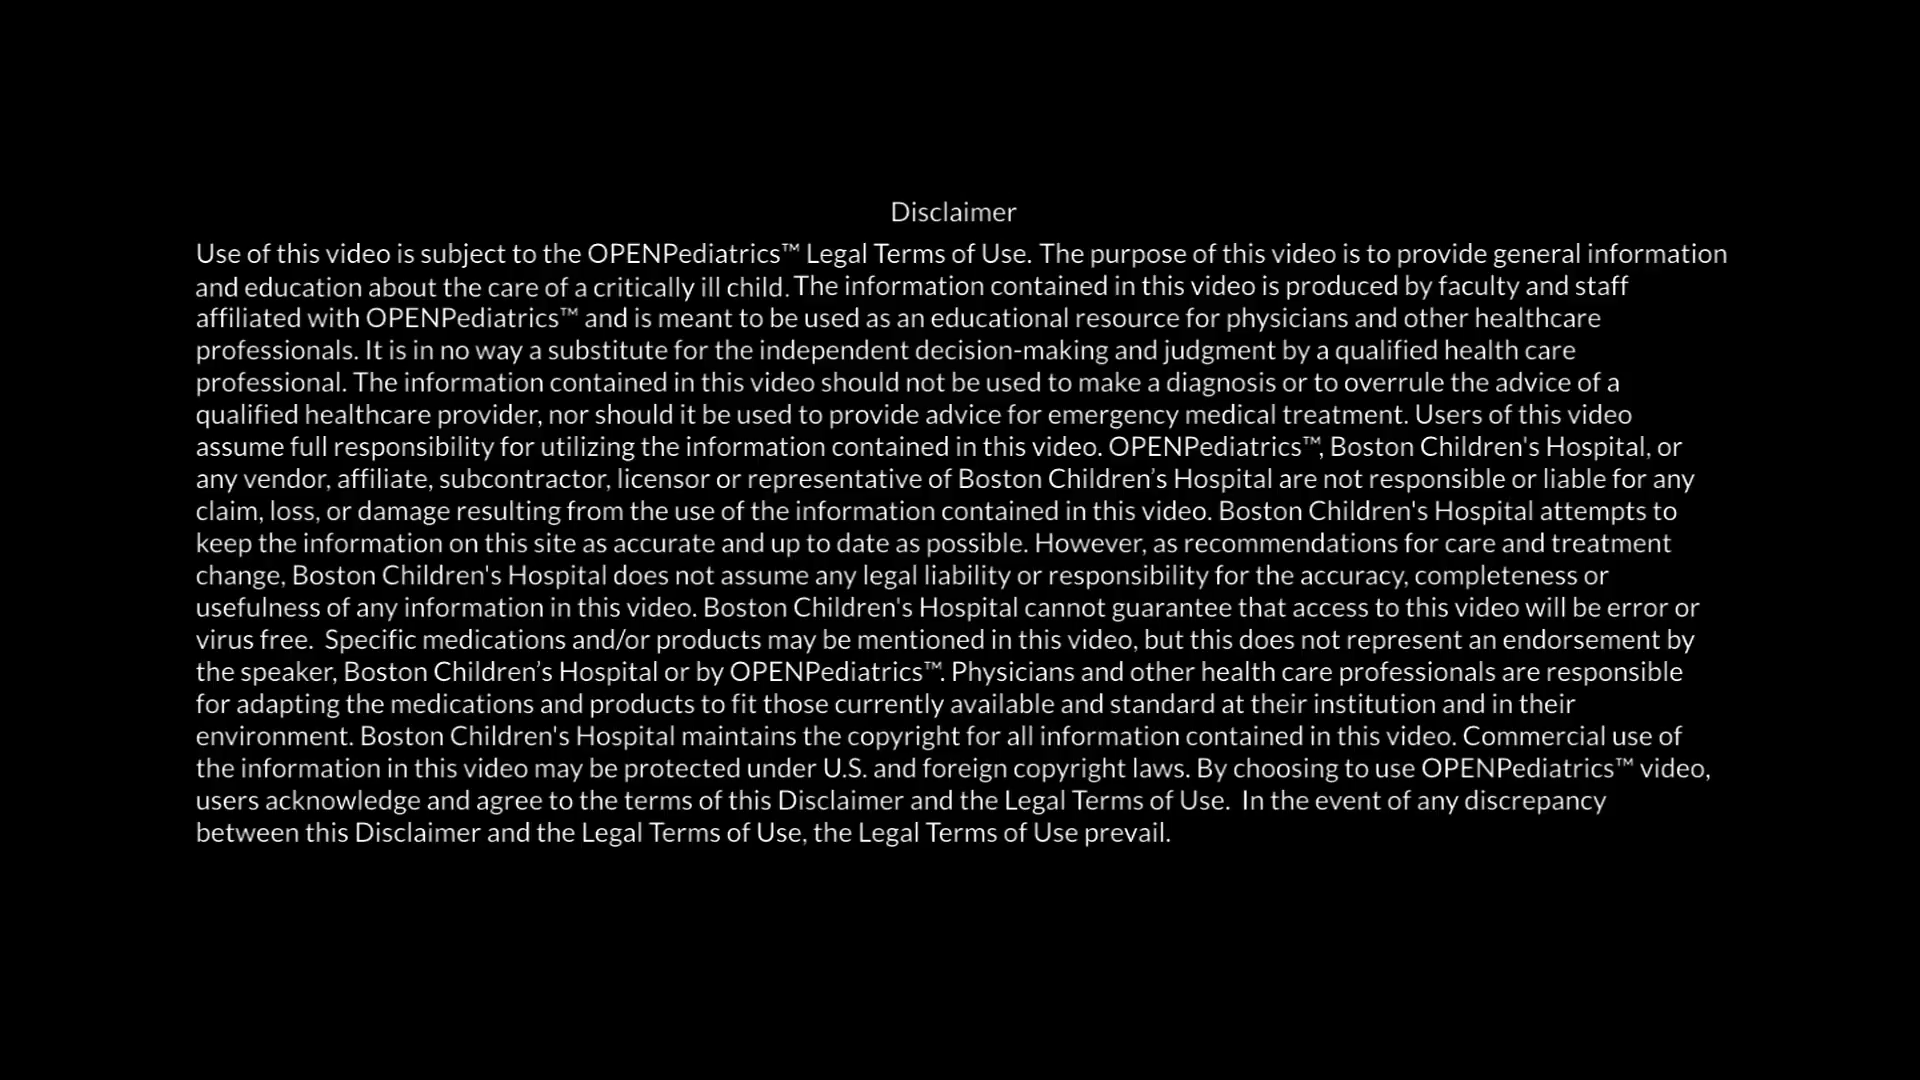 Disclaimer
Use of this video is subject to the OPENPediatrics™ Legal Terms of Use. The purpose of this video is to provide general information
and education about the care of a critically ill child. The information contained in this video is produced by faculty and staff
affiliated with OPENPediatrics™ and is meant to be used as an educational resource for physicians and other healthcare
professionals. It is in no way a substitute for the independent decision-making and judgment by a qualified health care
professional. The information contained in this video should not be used to make a diagnosis or to overrule the advice of a
qualified healthcare provider, nor should it be used to provide advice for emergency medical treatment. Users of this video
assume full responsibility for utilizing the information contained in this video. OPENPediatrics™, Boston Children's Hospital, or
any vendor, affiliate, subcontractor, licensor or representative of Boston Children’s Hospital are not responsible or liable for any
claim, loss, or damage resulting from the use of the information contained in this video. Boston Children's Hospital attempts to
keep the information on this site as accurate and up to date as possible. However, as recommendations for care and treatment
change, Boston Children's Hospital does not assume any legal liability or responsibility for the accuracy, completeness or
usefulness of any information in this video. Boston Children's Hospital cannot guarantee that access to this video will be error or
virus free.  Specific medications and/or products may be mentioned in this video, but this does not represent an endorsement by
the speaker, Boston Children’s Hospital or by OPENPediatrics™. Physicians and other health care professionals are responsible
for adapting the medications and products to fit those currently available and standard at their institution and in their
environment. Boston Children's Hospital maintains the copyright for all information contained in this video. Commercial use of
the information in this video may be protected under U.S. and foreign copyright laws. By choosing to use OPENPediatrics™ video,
users acknowledge and agree to the terms of this Disclaimer and the Legal Terms of Use.  In the event of any discrepancy
between this Disclaimer and the Legal Terms of Use, the Legal Terms of Use prevail.